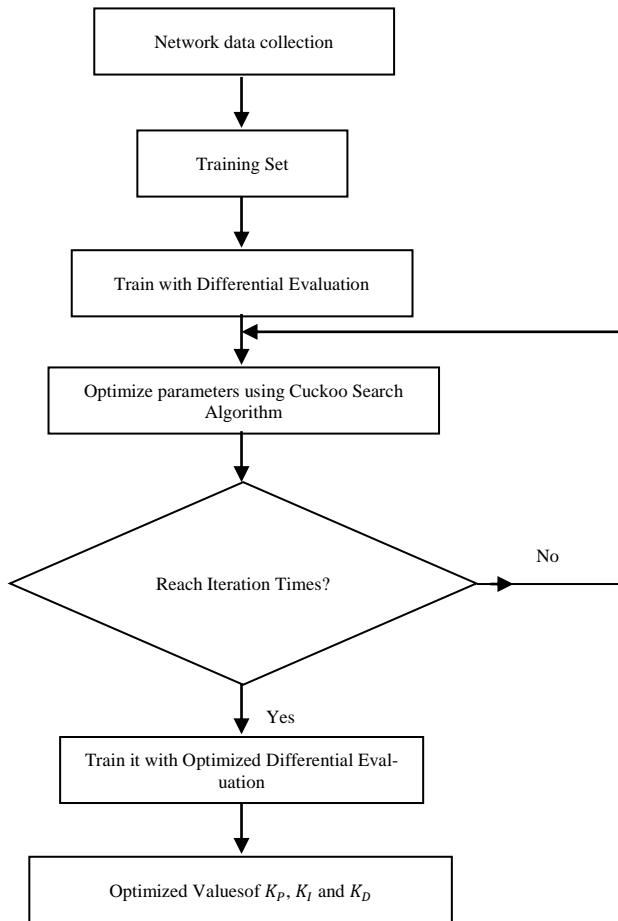 Network data collection
Training Set
Train with Differential Evaluation
Optimize parameters using Cuckoo Search
Algorithm
Reach Iteration Times?
No
Yes
Train it with Optimized Differential Eval-
uation
Optimized Valuesof K_P, K_I and K_D